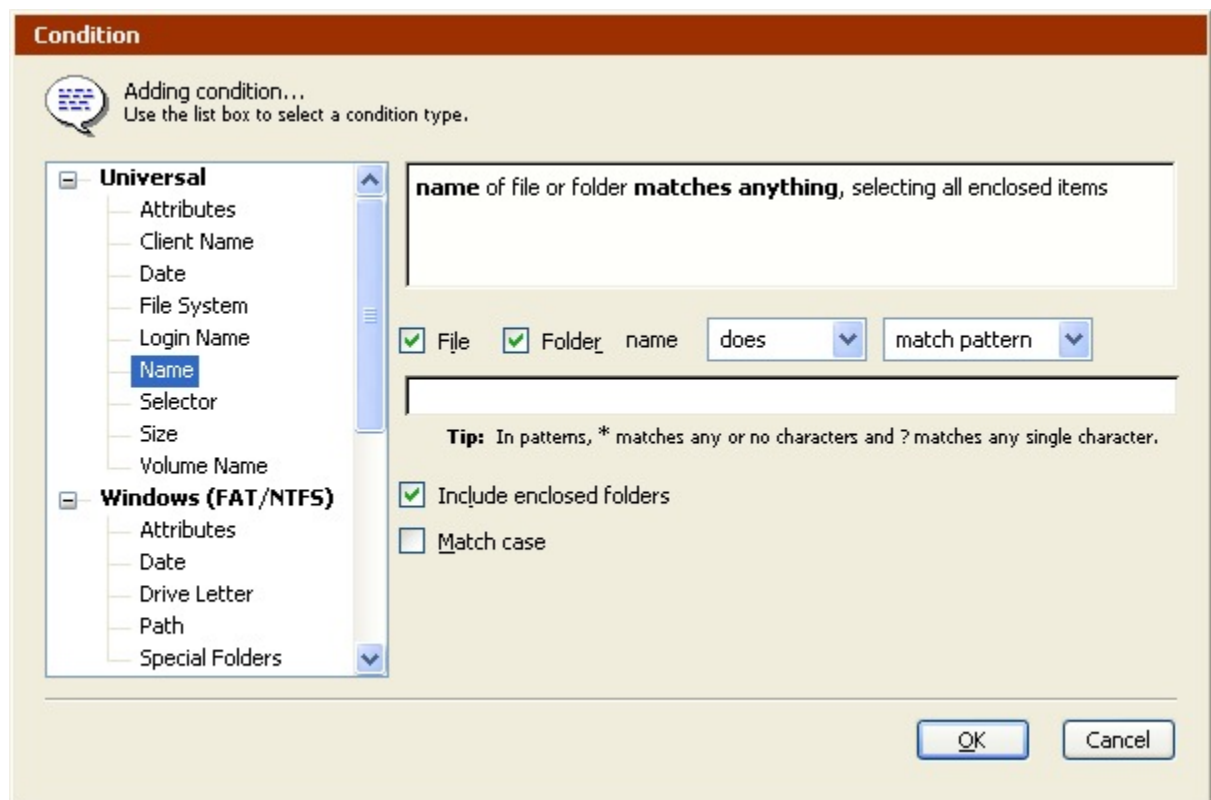 Condition
Adding condition...
Use the list box to select a condition type.
Universal
Attributes
Client Name
Date
File System
Login Name
Name
Selector
Size
Volume Name
Windows (FAT/NTFS)
Attributes
Date
Drive Letter
Path
Special Folders
name of file or folder matches anything, selecting all enclosed items
File Folder name does match pattern
Tip: In patterns, * matches any or no characters and ? matches any single character.
Include enclosed folders
Match case
OK Cancel